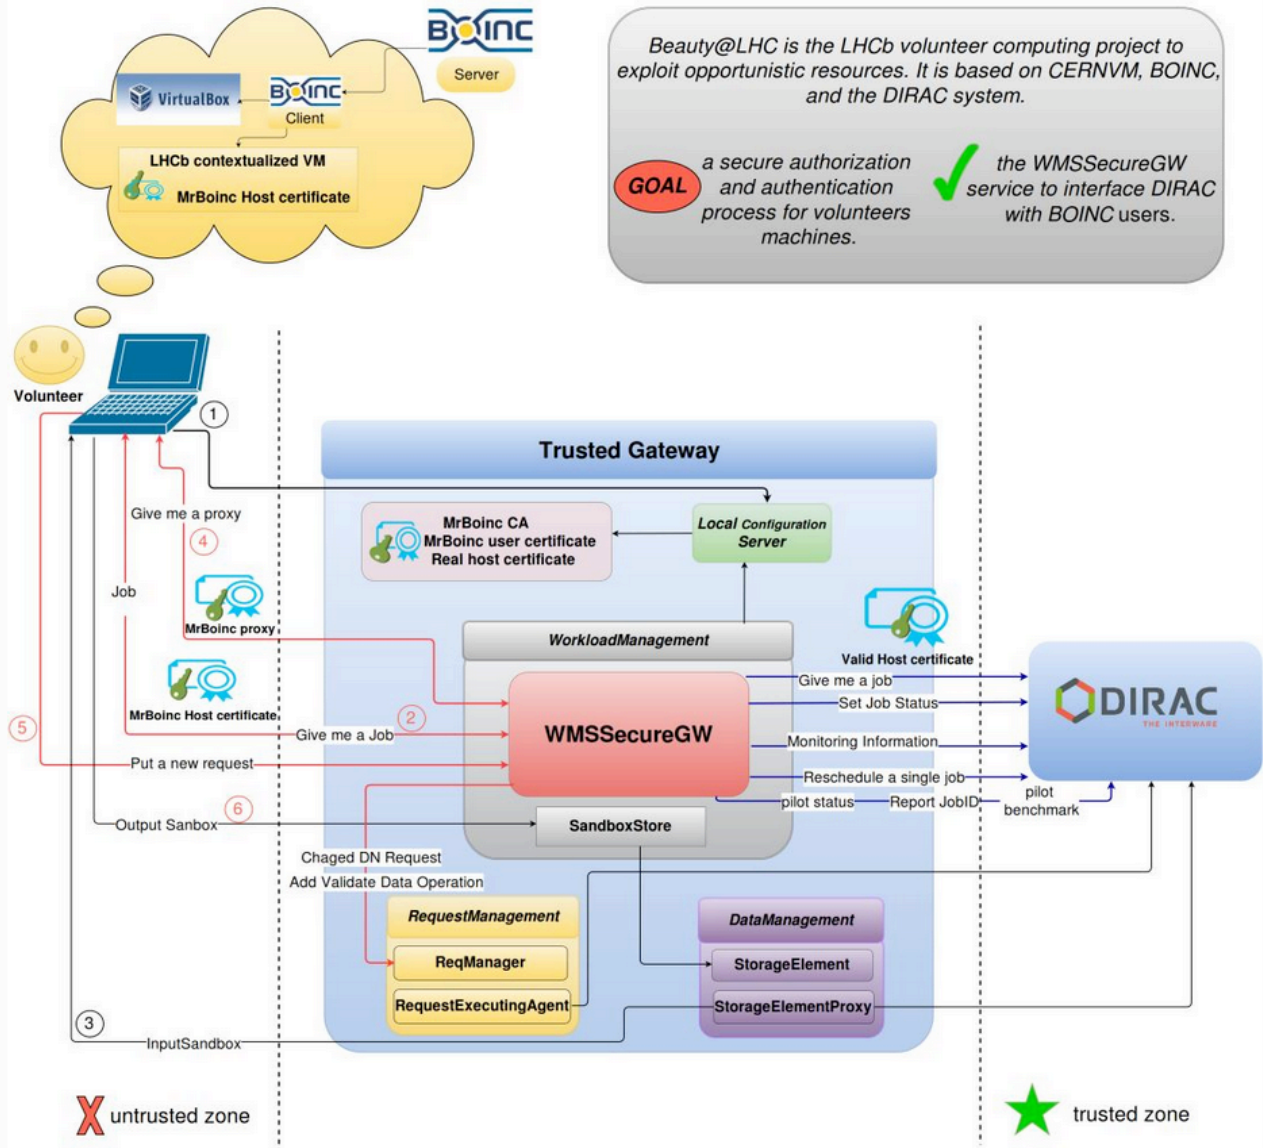 BOINC
Server
VirtualBox
BOINC
Client
LHCb contextualized VM
MrBoinc Host certificate
Beauty@LHC is the LHCb volunteer computing project to
exploit opportunistic resources. It is based on CERNVM, BOINC,
and the DIRAC system.
GOAL
a secure authorization
and authentication
process for volunteers
machines.
the WMSSecureGW
service to interface DIRAC
with BOINC users.
Volunteer
1
Trusted Gateway
Give me a proxy
4
MrBoinc CA
MrBoinc user certificate
Real host certificate
Local Configuration
Server
Job
MrBoinc proxy
WorkloadManagement
Valid Host certificate
MrBoinc Host certificate
5
2
Give me a Job
Put a new request
WMSSecureGW
Give me a job
Set Job Status
Monitoring Information
Reschedule a single job
pilot status
Report JobID
pilot
benchmark
DIRAC
THE INTERWARE
6
Output Sanbox
SandboxStore
Chaged DN Request
Add Validate Data Operation
RequestManagement
ReqManager
RequestExecutingAgent
DataManagement
StorageElement
StorageElementProxy
3
InputSandbox
X untrusted zone
trusted zone